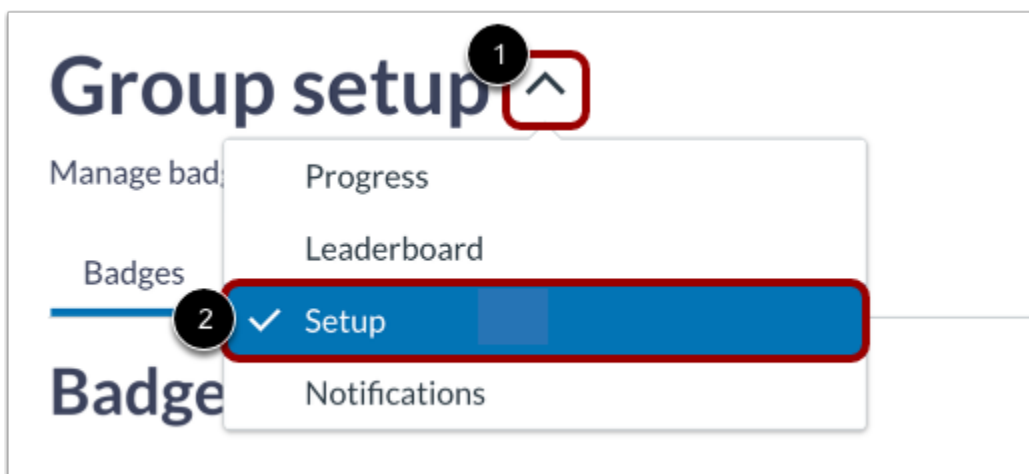 1
Group setup
Manage bad
Progress
Leaderboard
Badges
2
Setup
Badge
Notifications